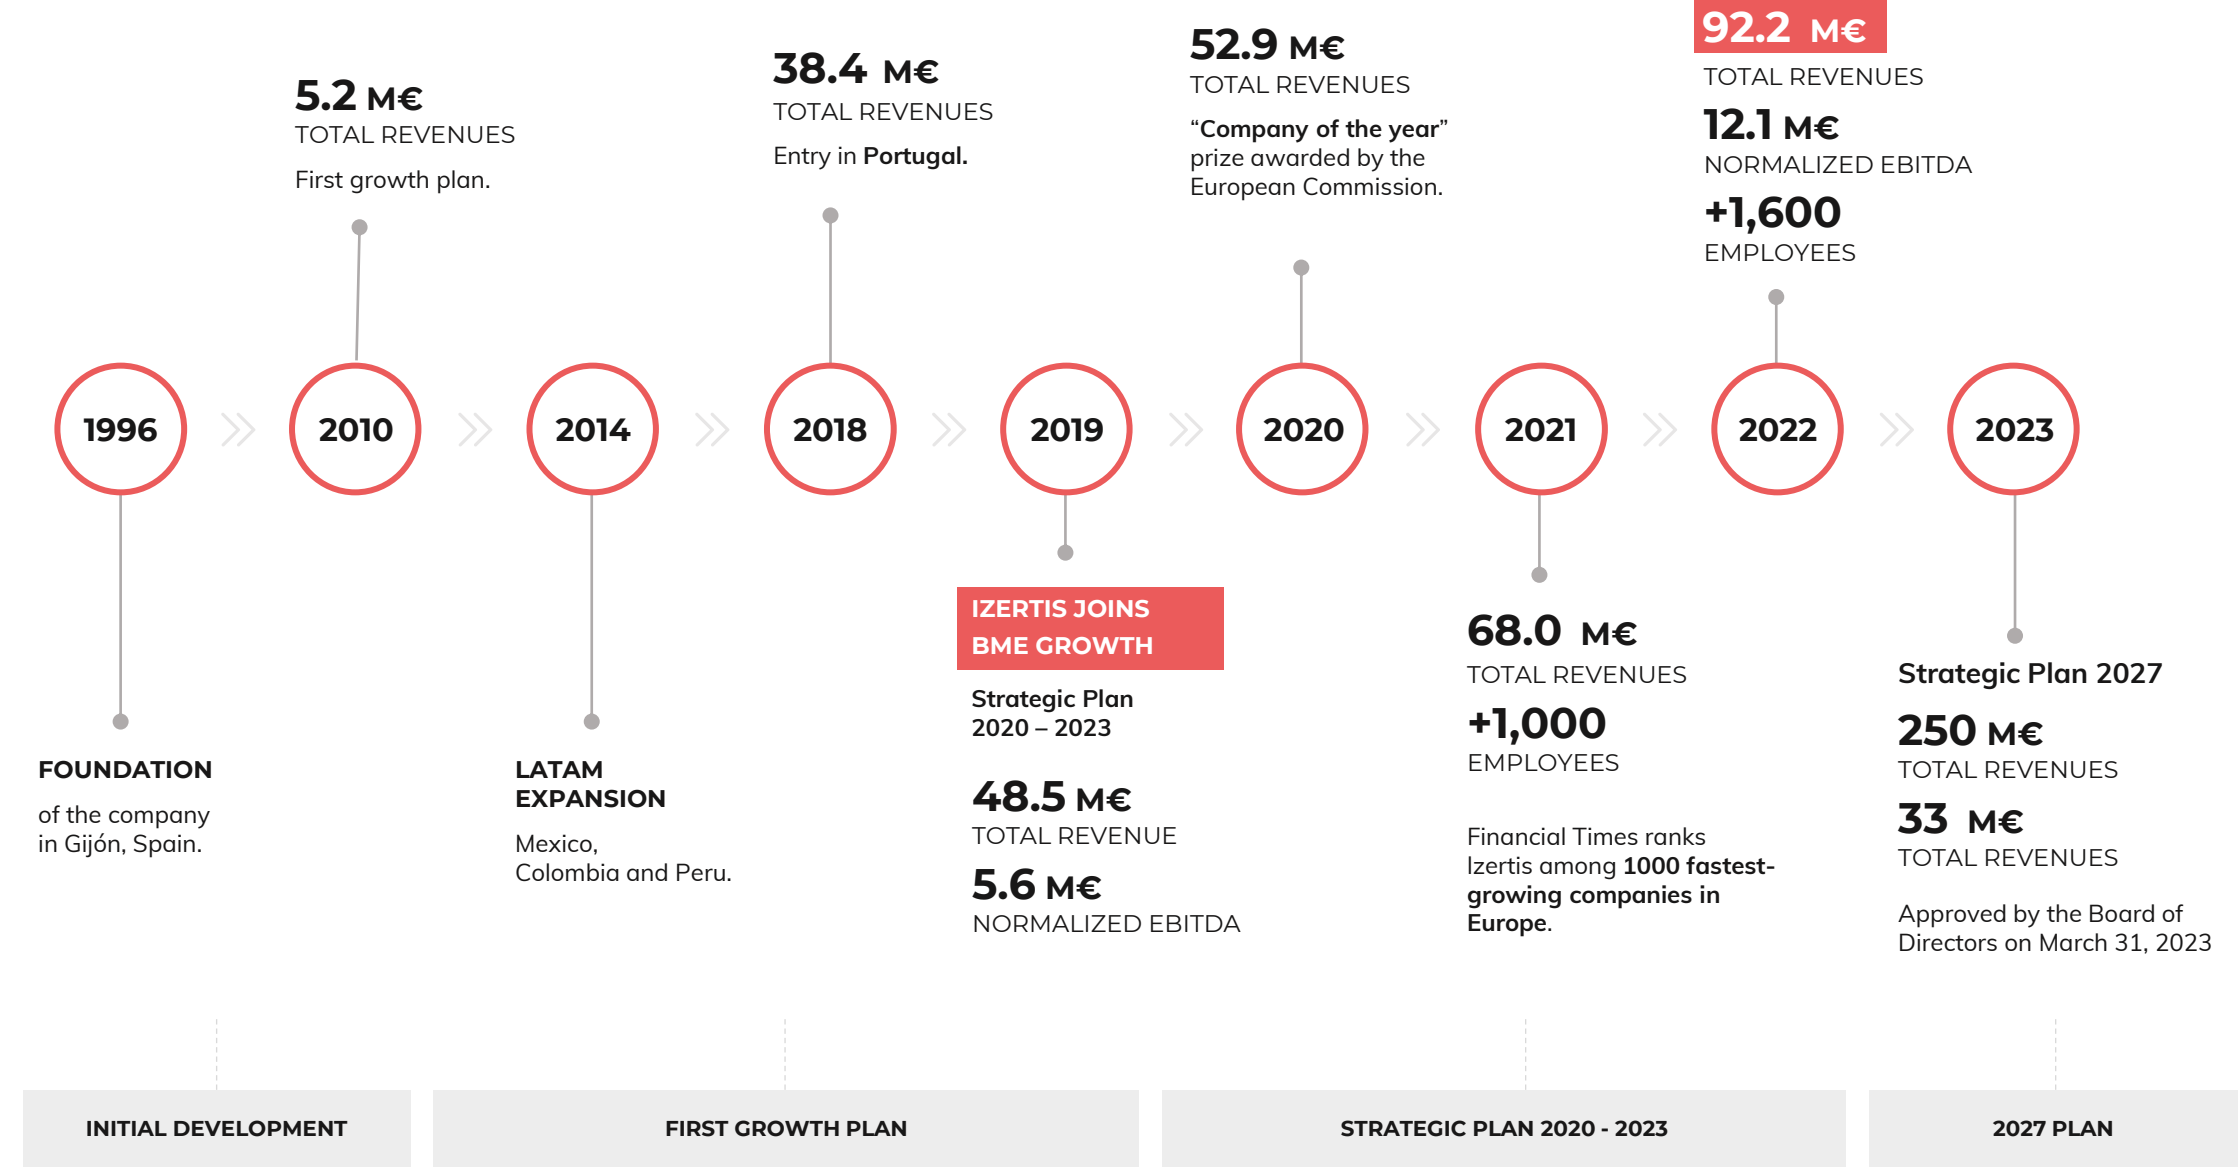 5.2 M€
TOTAL REVENUES
First growth plan.
38.4 M€
TOTAL REVENUES
Entry in Portugal.
52.9 M€
TOTAL REVENUES
“Company of the year”
prize awarded by the
European Commission.
92.2 M€
TOTAL REVENUES
12.1 M€
NORMALIZED EBITDA
+1,600
EMPLOYEES
1996
2010
2014
2018
2019
2020
2021
2022
2023
FOUNDATION
of the company
in Gijón, Spain.
LATAM
EXPANSION
Mexico,
Colombia and Peru.
IZERTIS JOINS
BME GROWTH
Strategic Plan
2020 – 2023
48.5 M€
TOTAL REVENUE
5.6 M€
NORMALIZED EBITDA
68.0 M€
TOTAL REVENUES
+1,000
EMPLOYEES
Financial Times ranks
Izertis among 1000 fastest-
growing companies in
Europe.
Strategic Plan 2027
250 M€
TOTAL REVENUES
33 M€
TOTAL REVENUES
Approved by the Board of
Directors on March 31, 2023
INITIAL DEVELOPMENT
FIRST GROWTH PLAN
STRATEGIC PLAN 2020 - 2023
2027 PLAN